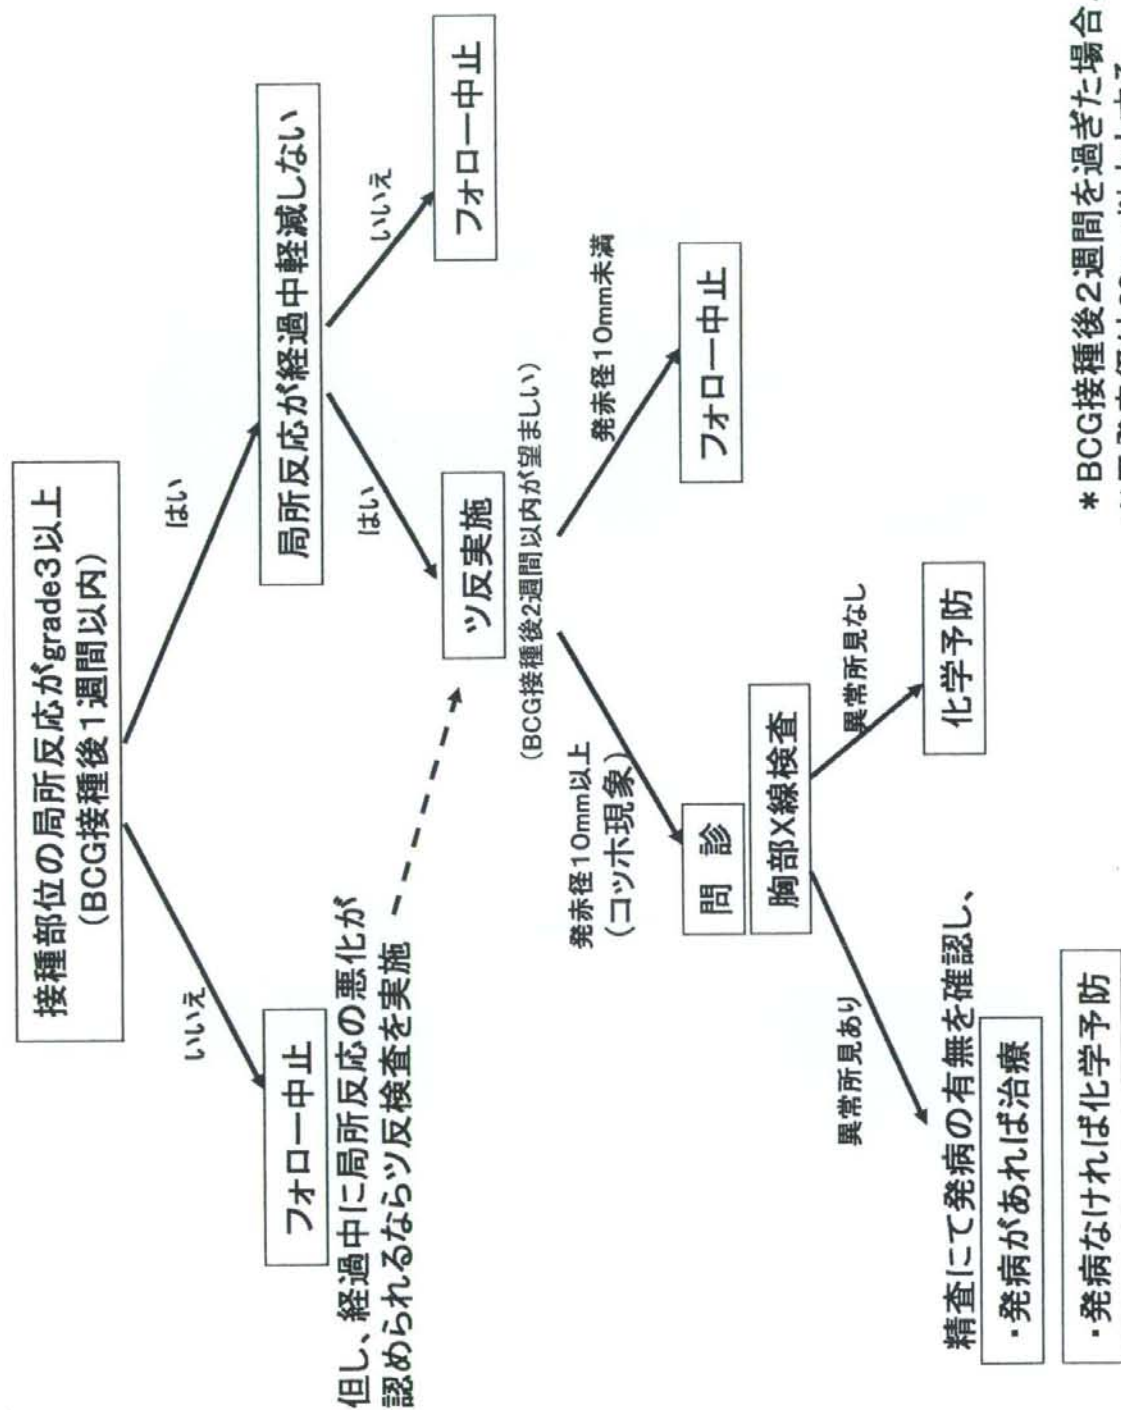 接種部位の局所反応がgrade3以上
(BCG接種後1週間以内)
いいえ
はい
フォロー中止
局所反応が経過中軽減しない
但し、経過中に局所反応の悪化が
認められるならツ反検査を実施
はい
いいえ
ツ反実施
フォロー中止
(BCG接種後2週間以内が望ましい)
発赤径10mm以上
(コッホ現象)
発赤径10mm未満
問 診
胸部X線検査
フォロー中止
異常所見あり
異常所見なし
精査にて発病の有無を確認し、
化学予防
・発病があれば治療
・発病なければ化学予防
*BCG接種後2週間を過ぎた場合